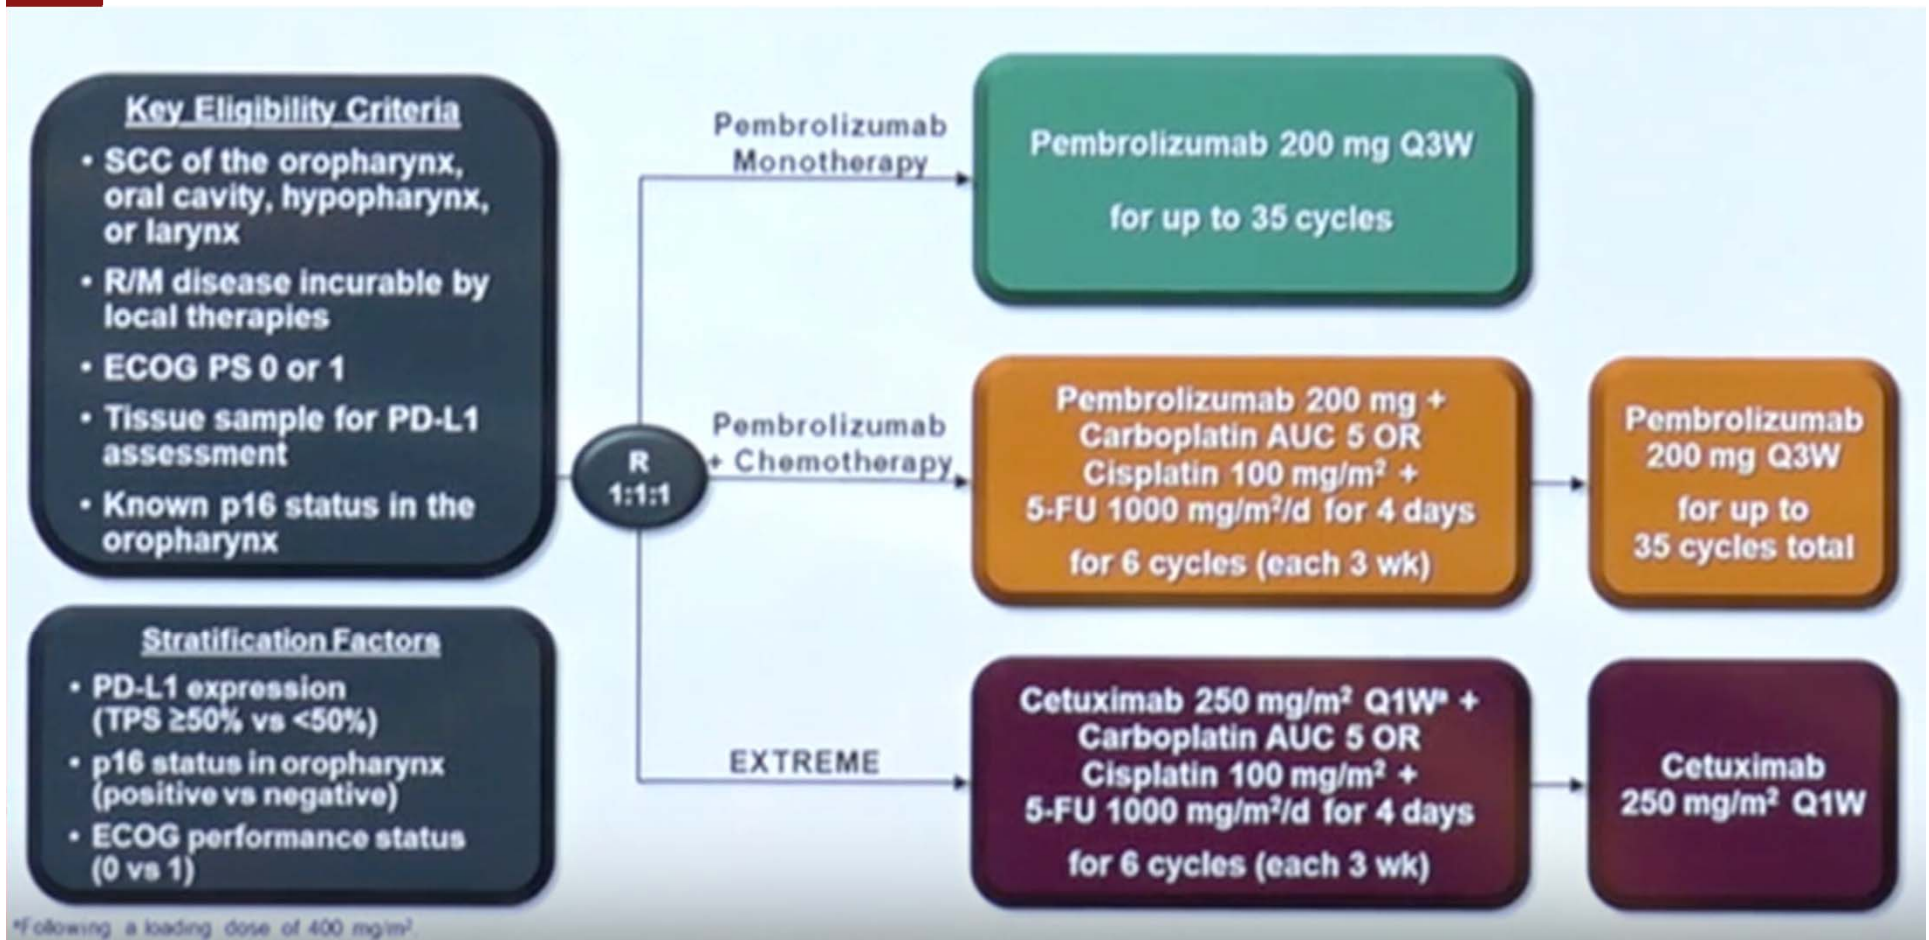 Key Eligibility Criteria
• SCC of the oropharynx,
oral cavity, hypopharynx,
or larynx
• R/M disease incurable by
local therapies
• ECOG PS 0 or 1
• Tissue sample for PD-L1
assessment
• Known p16 status in the
oropharynx
Stratification Factors
• PD-L1 expression
(TPS ≥50% vs <50%)
• p16 status in oropharynx
(positive vs negative)
• ECOG performance status
(0 vs 1)
R
1:1:1
Pembrolizumab
Monotherapy
Pembrolizumab 200 mg Q3W
for up to 35 cycles
Pembrolizumab
+ Chemotherapy
Pembrolizumab 200 mg +
Carboplatin AUC 5 OR
Cisplatin 100 mg/m² +
5-FU 1000 mg/m²/d for 4 days
for 6 cycles (each 3 wk)
Pembrolizumab
200 mg Q3W
for up to
35 cycles total
EXTREME
Cetuximab 250 mg/m² Q1Wᵃ +
Carboplatin AUC 5 OR
Cisplatin 100 mg/m² +
5-FU 1000 mg/m²/d for 4 days
for 6 cycles (each 3 wk)
Cetuximab
250 mg/m² Q1W
ᵃFollowing a loading dose of 400 mg/m².